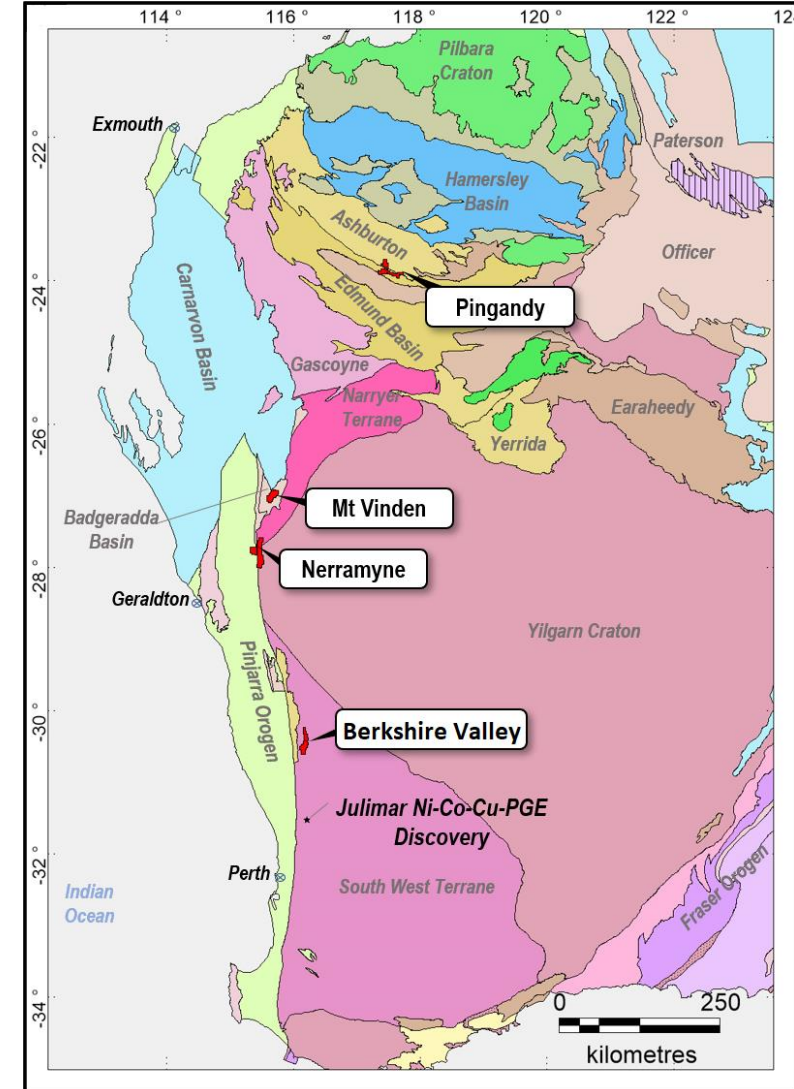 114 °
116 °
118 °
120 °
122 °
124
-22 °
-24 °
-26 °
-28 °
-30 °
-32 °
-34 °
Pilbara
Craton
Exmouth
Paterson
Hamersley
Basin
Ashburton
Officer
Carnarvon Basin
Pingandy
Edmund Basin
Gascoyne
Narryer
Terrane
Earaheedy
Yerrida
Badgeradda
Basin
Mt Vinden
Nerramyne
Geraldton
Yilgarn Craton
Pinjarra Orogen
Berkshire Valley
Julimar Ni-Co-Cu-PGE
Discovery
Perth
South West Terrane
Indian
Ocean
Fraser Orogen
0 250
kilometres